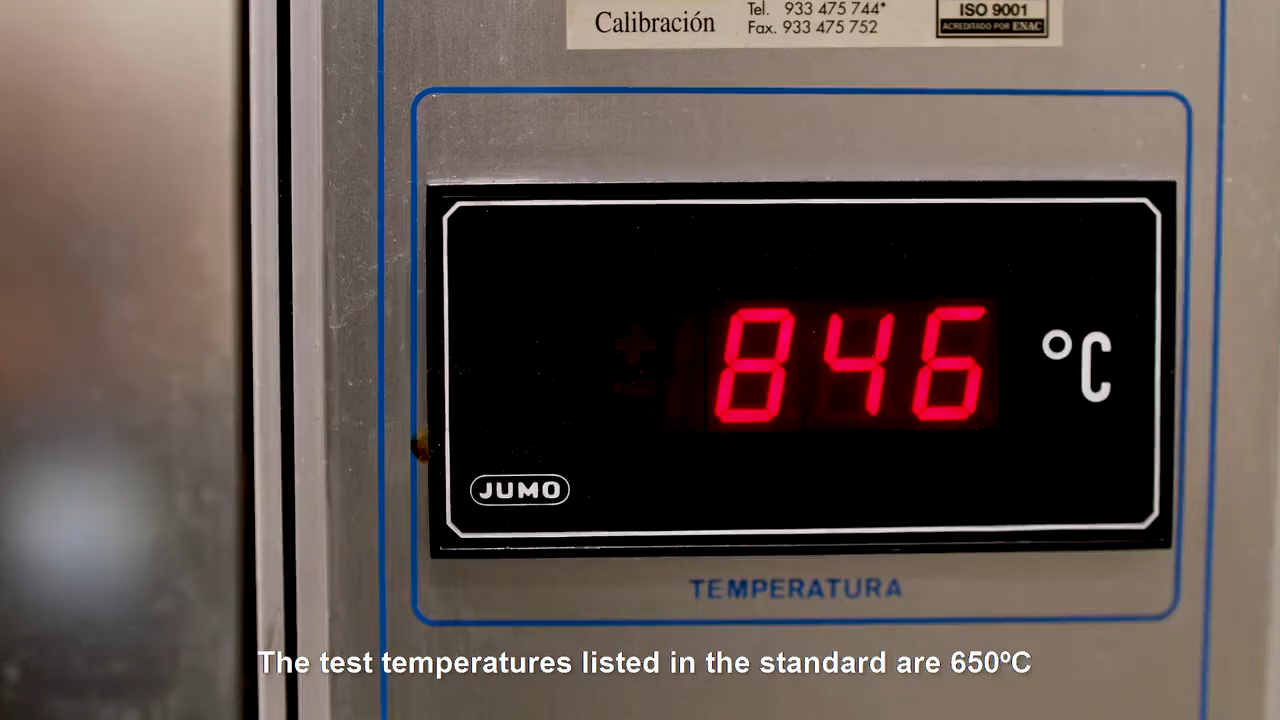 Calibración
Tel. 933 475 744*
Fax. 933 475 752
ISO 9001
ACREDITADO POR ENAC
846 °C
JUMO
TEMPERATURA
The test temperatures listed in the standard are 650ºC